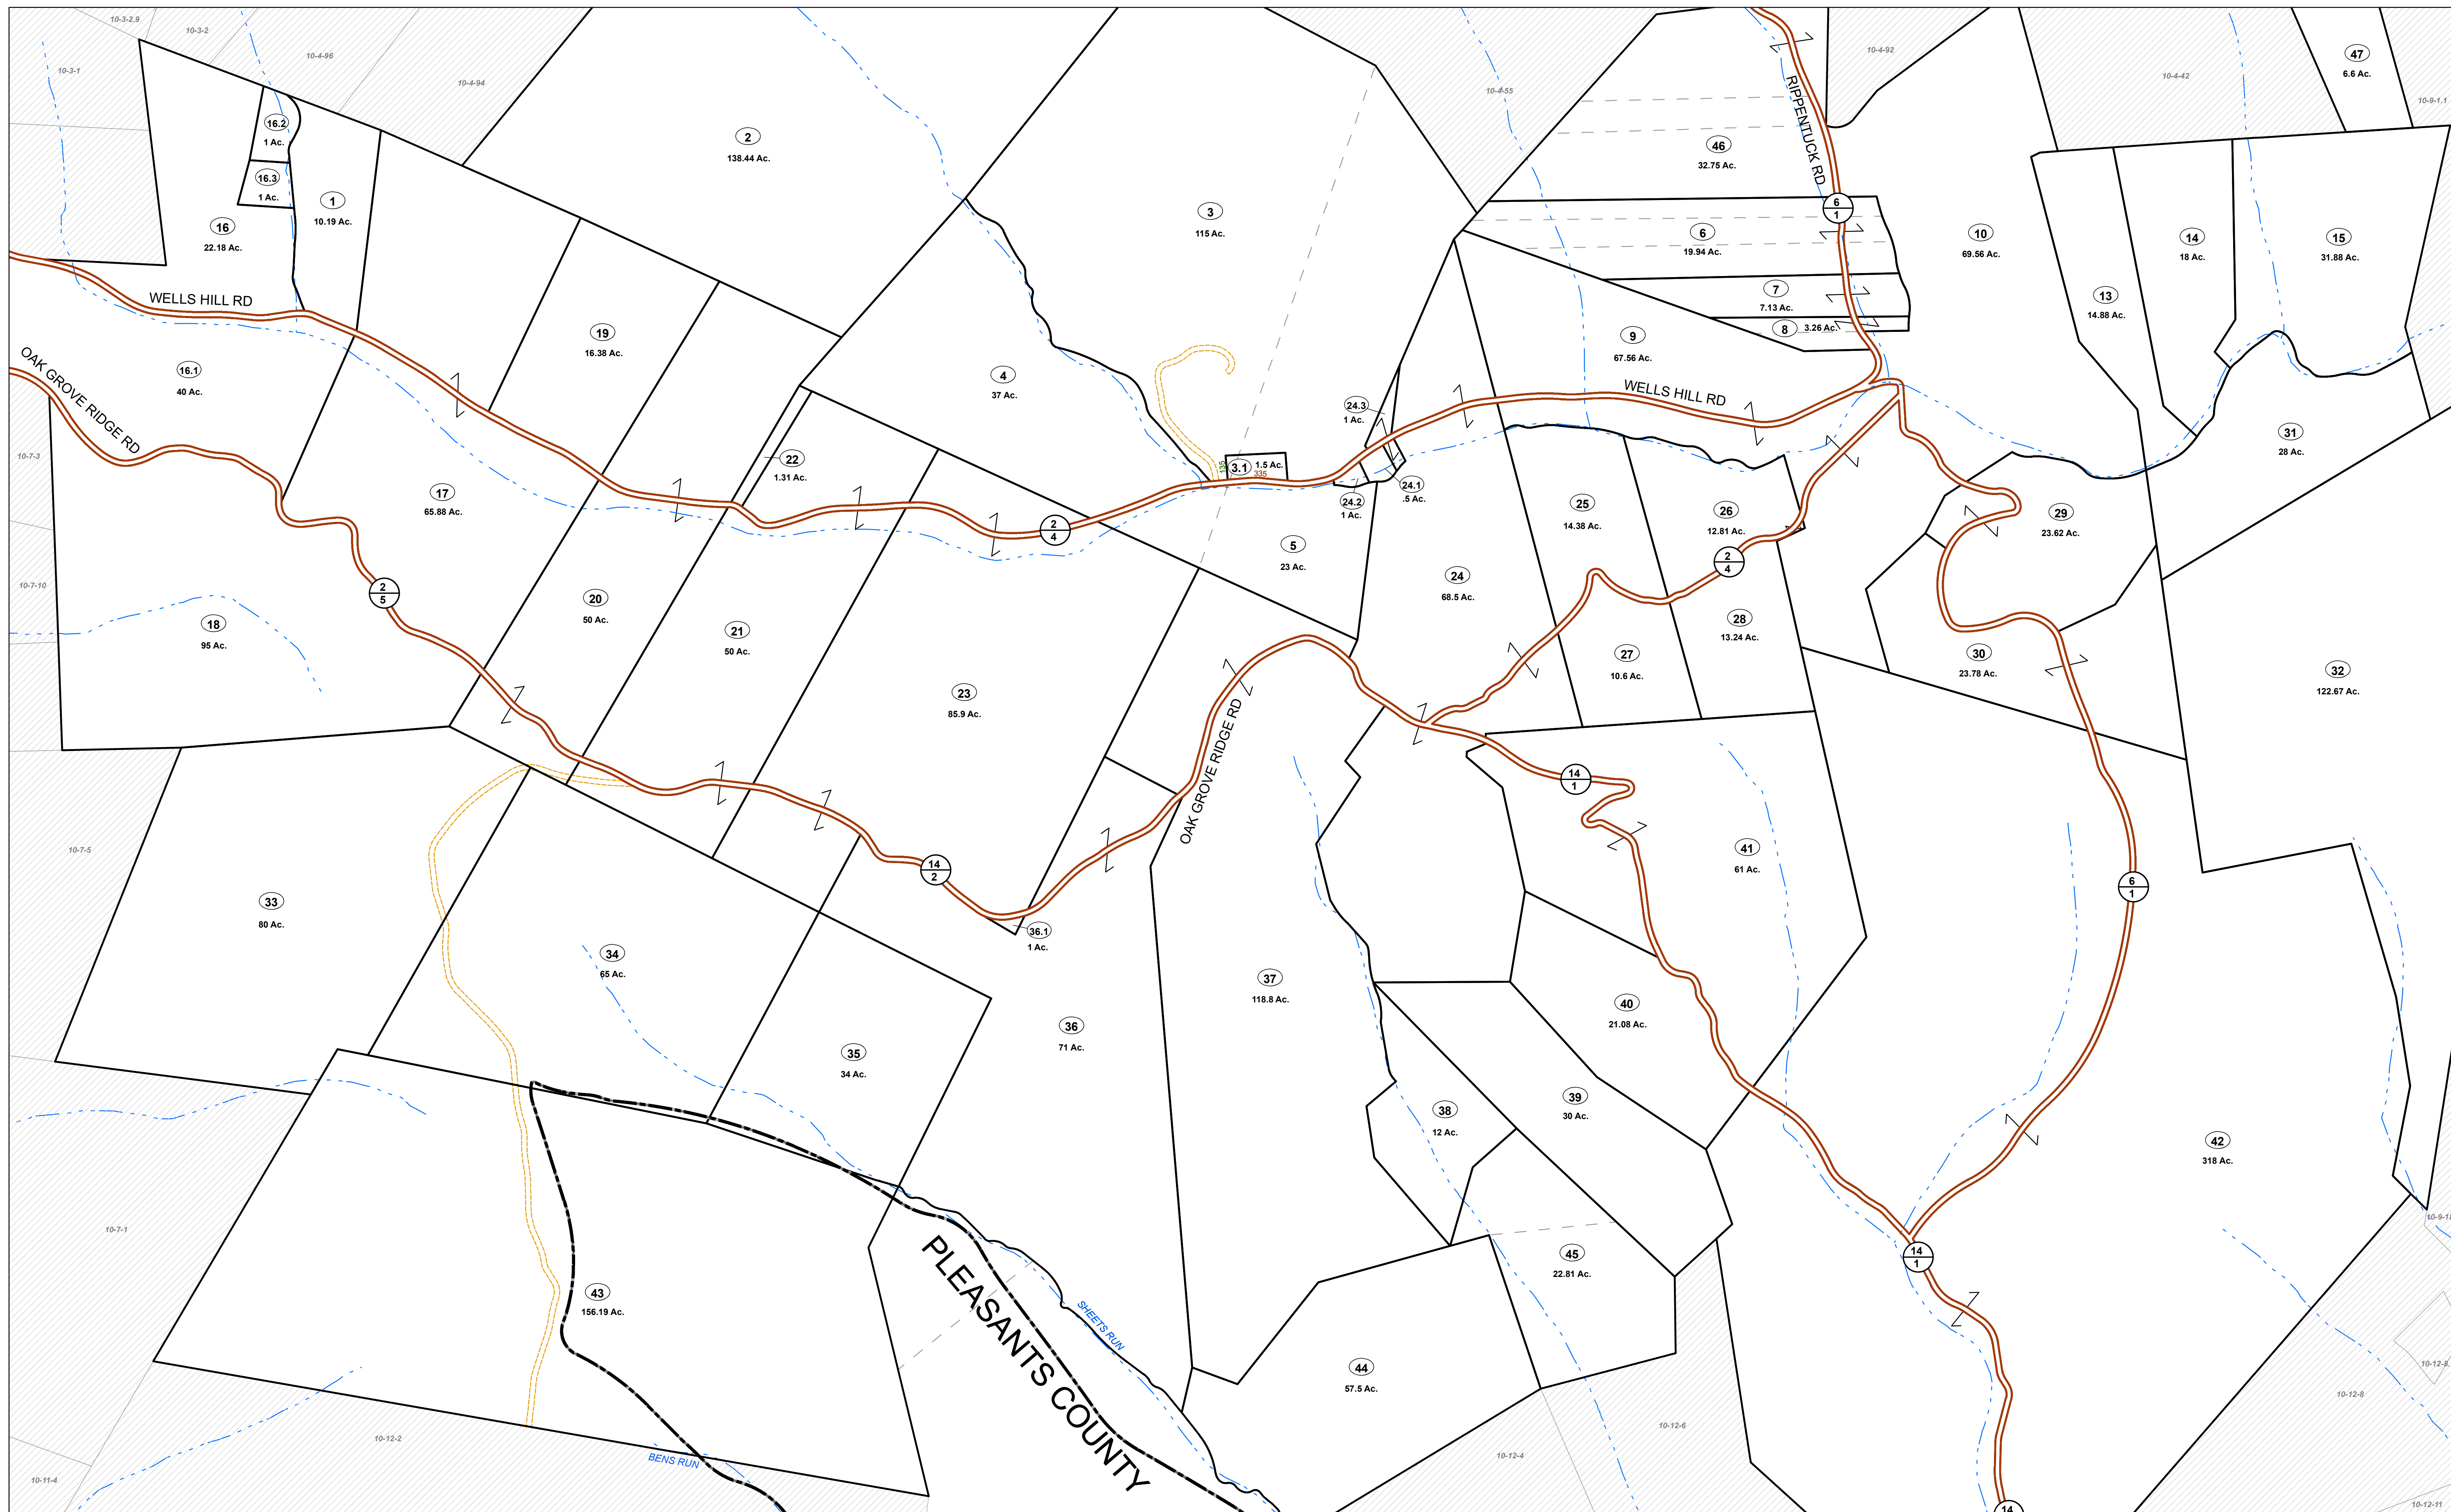 10-3-2.9
10-3-2
10-4-96
10-3-1
10-4-94
10-4-55
10-4-92
10-4-42
47
6.6 Ac.
10-9-1.1
16.2
1 Ac.
16.3
1 Ac.
1
10.19 Ac.
16
22.18 Ac.
2
138.44 Ac.
3
115 Ac.
46
32.75 Ac.
RIPPENTUCK RD
6
1
6
19.94 Ac.
7
7.13 Ac.
8
3.26 Ac.
10
69.56 Ac.
13
14.88 Ac.
14
18 Ac.
15
31.88 Ac.
WELLS HILL RD
OAK GROVE RIDGE RD
16.1
40 Ac.
19
16.38 Ac.
4
37 Ac.
9
67.56 Ac.
WELLS HILL RD
24.3
1 Ac.
31
28 Ac.
10-7-3
17
65.88 Ac.
22
1.31 Ac.
135
3.1
1.5 Ac.
335
24.1
.5 Ac.
24.2
1 Ac.
2
4
5
23 Ac.
25
14.38 Ac.
26
12.81 Ac.
2
4
29
23.62 Ac.
10-7-10
18
95 Ac.
2
5
20
50 Ac.
21
50 Ac.
24
68.5 Ac.
27
10.6 Ac.
28
13.24 Ac.
30
23.78 Ac.
32
122.67 Ac.
23
85.9 Ac.
OAK GROVE RIDGE RD
14
1
10-7-5
33
80 Ac.
14
2
41
61 Ac.
6
1
36.1
1 Ac.
34
65 Ac.
37
118.8 Ac.
40
21.08 Ac.
35
34 Ac.
36
71 Ac.
38
12 Ac.
39
30 Ac.
42
318 Ac.
10-7-1
43
156.19 Ac.
PLEASANTS COUNTY
SHEETS RUN
45
22.81 Ac.
14
1
44
57.5 Ac.
10-12-8
10-12-2
BENS RUN
10-11-4
10-12-4
10-12-6
10-12-11
14